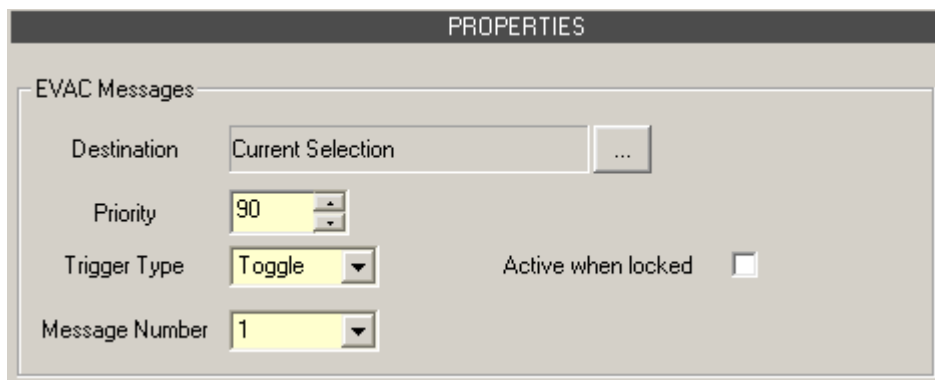 PROPERTIES
EVAC Messages
Destination Current Selection ...
Priority 90
Trigger Type Toggle Active when locked
Message Number 1